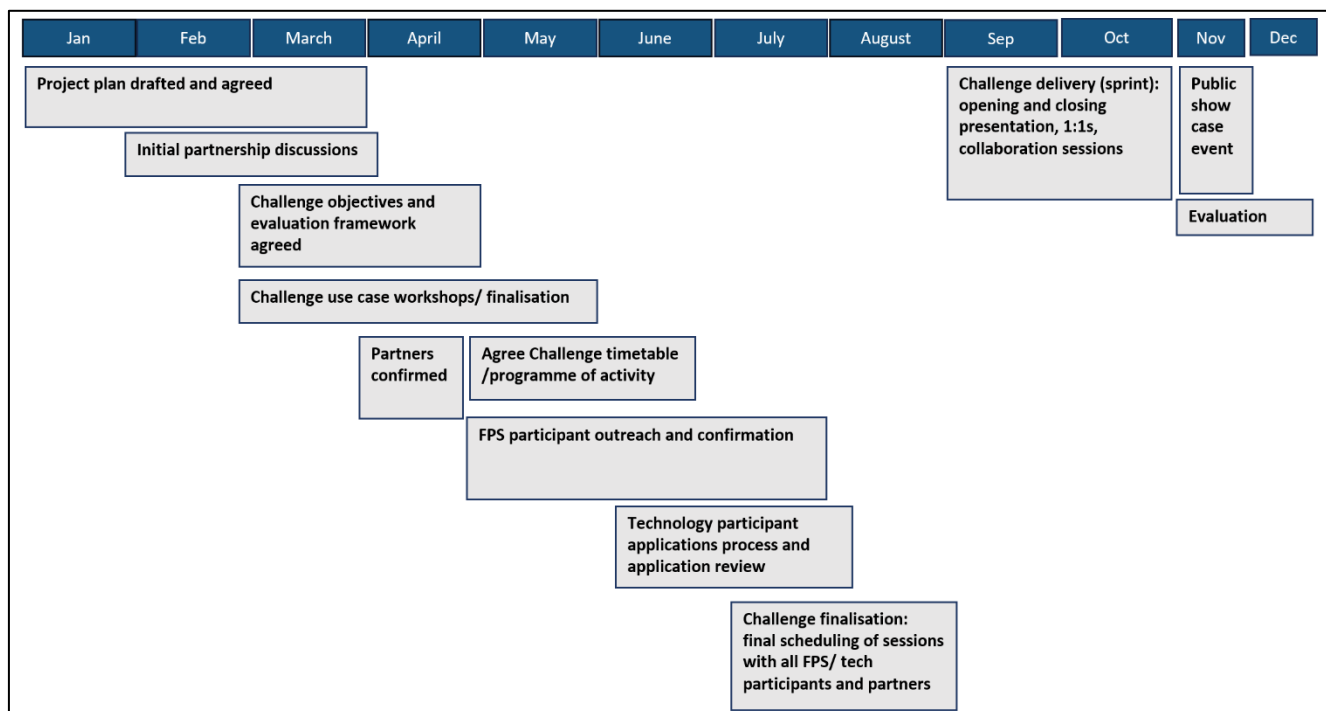 Jan Feb March April May June July August Sep Oct Nov Dec
Project plan drafted and agreed
Challenge delivery (sprint):
opening and closing
presentation, 1:1s,
collaboration sessions
Public
show
case
event
Initial partnership discussions
Challenge objectives and
evaluation framework
agreed
Evaluation
Challenge use case workshops/ finalisation
Partners
confirmed
Agree Challenge timetable
/programme of activity
FPS participant outreach and confirmation
Technology participant
applications process and
application review
Challenge finalisation:
final scheduling of sessions
with all FPS/ tech
participants and partners